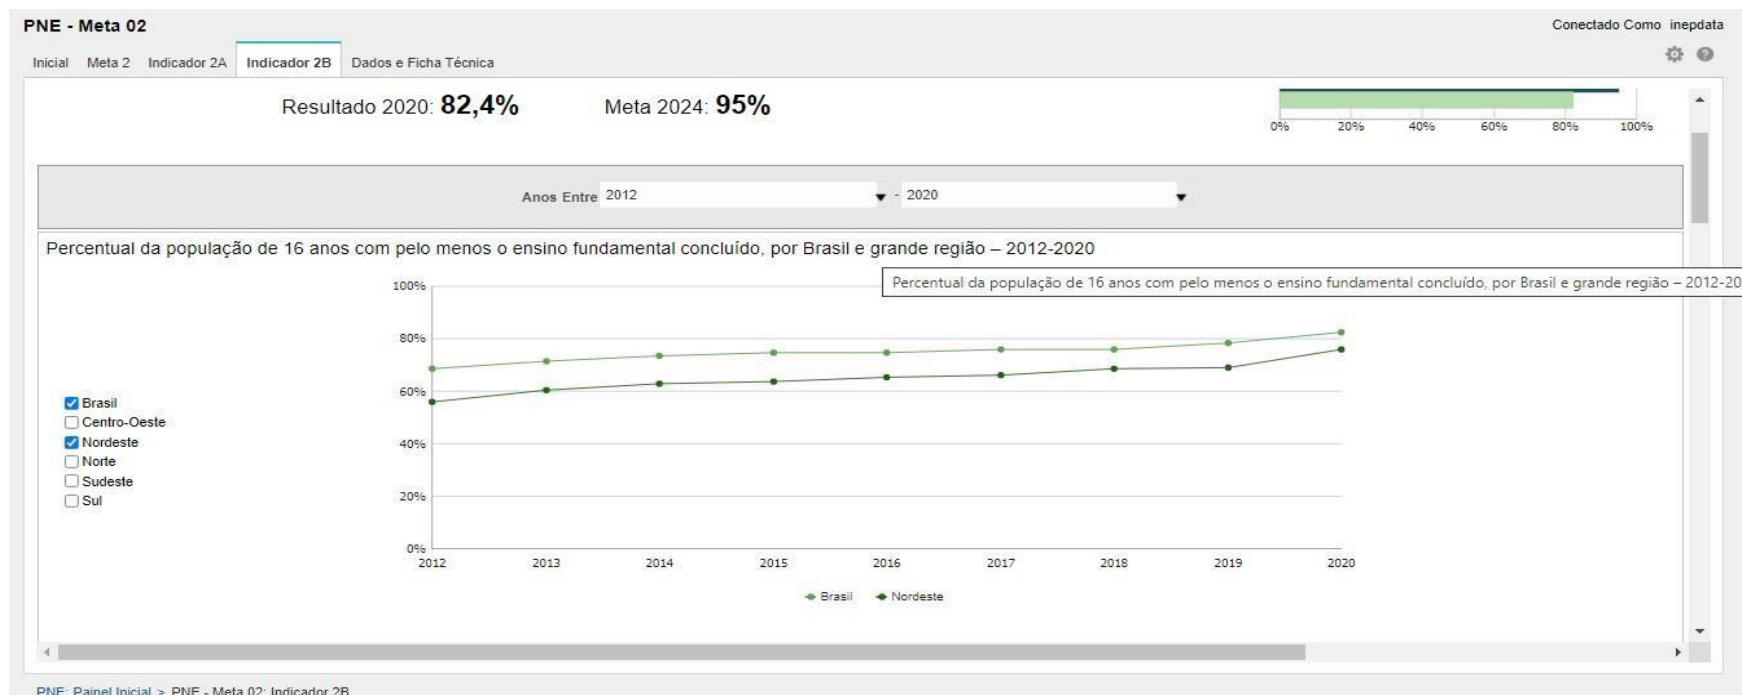 PNE - Meta 02
Conectado Como inepdata
Inicial Meta 2 Indicador 2A Indicador 2B Dados e Ficha Técnica
Resultado 2020: 82,4% Meta 2024: 95%
0% 20% 40% 60% 80% 100%
Anos Entre 2012 - 2020
Percentual da população de 16 anos com pelo menos o ensino fundamental concluído, por Brasil e grande região – 2012-2020
Percentual da população de 16 anos com pelo menos o ensino fundamental concluído, por Brasil e grande região – 2012-20
100%
80%
60%
40%
20%
0%
Brasil
Centro-Oeste
Nordeste
Norte
Sudeste
Sul
2012 2013 2014 2015 2016 2017 2018 2019 2020
Brasil Nordeste
PNE: Painel Inicial > PNE - Meta 02: Indicador 2B